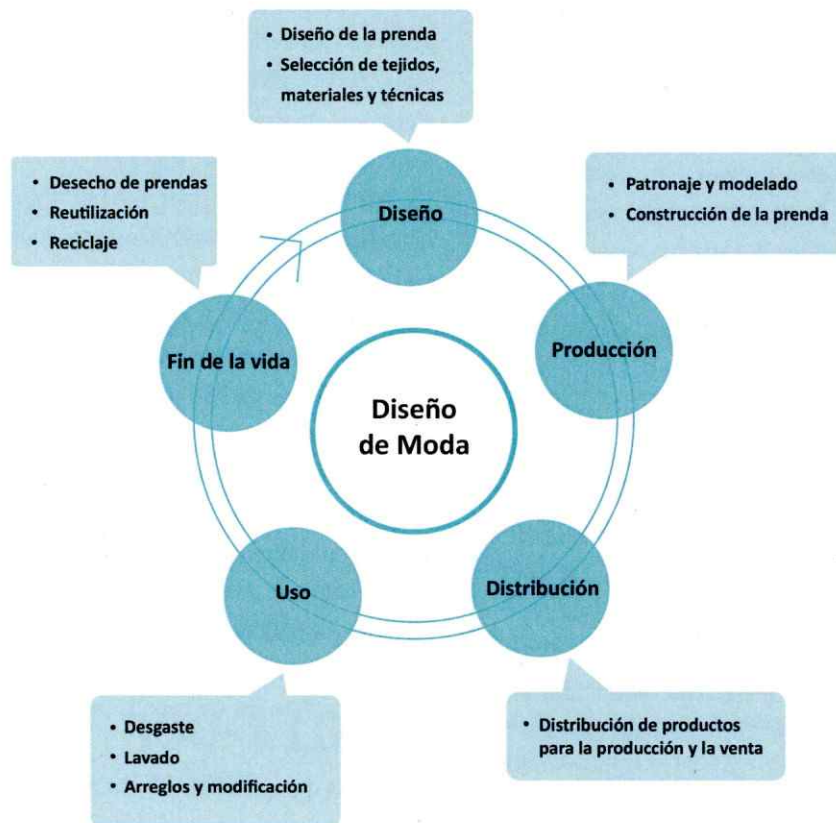 • Diseño de la prenda
• Selección de tejidos,
materiales y técnicas
Diseño
• Patronaje y modelado
• Construcción de la prenda
Producción
• Distribución de productos
para la producción y la venta
Distribución
• Desgaste
• Lavado
• Arreglos y modificación
Uso
• Desecho de prendas
• Reutilización
• Reciclaje
Fin de la vida
Diseño
de Moda